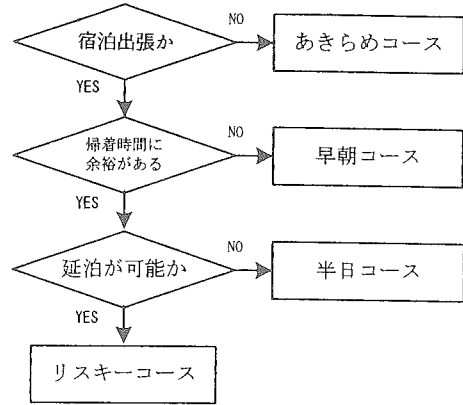 宿泊出張か
NO
あきらめコース
YES
帰着時間に
余裕がある
NO
早朝コース
YES
延泊が可能か
NO
半日コース
YES
リスキーコース